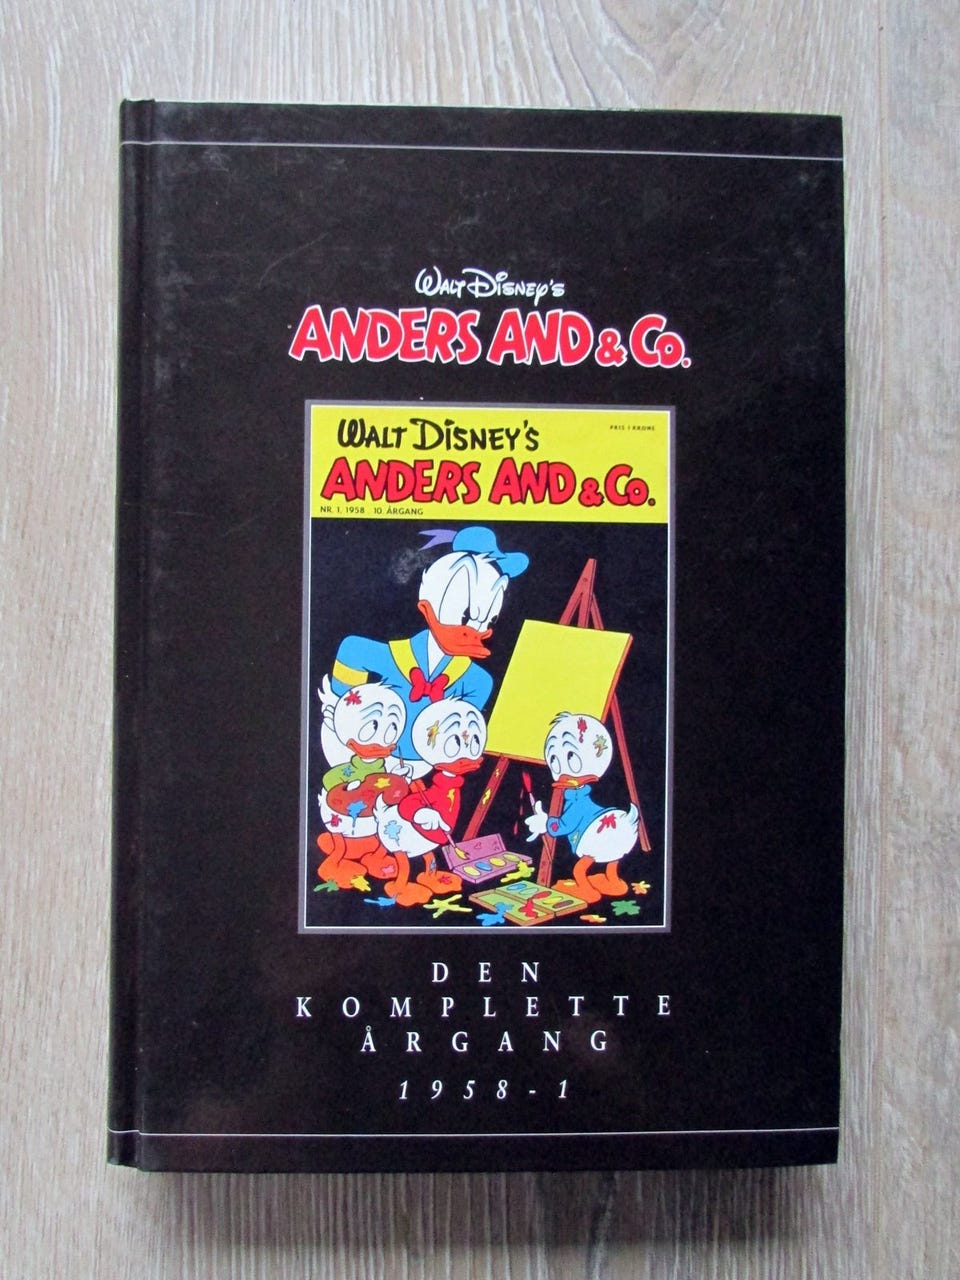 WALT DISNEY'S
ANDERS AND & CO.
WALT DISNEY'S
PRIS 1 KRONE
ANDERS AND & CO.
NR. 1, 1958 10. ÅRGANG
DEN
KOMPLETTE
ÅRGANG
1958-1